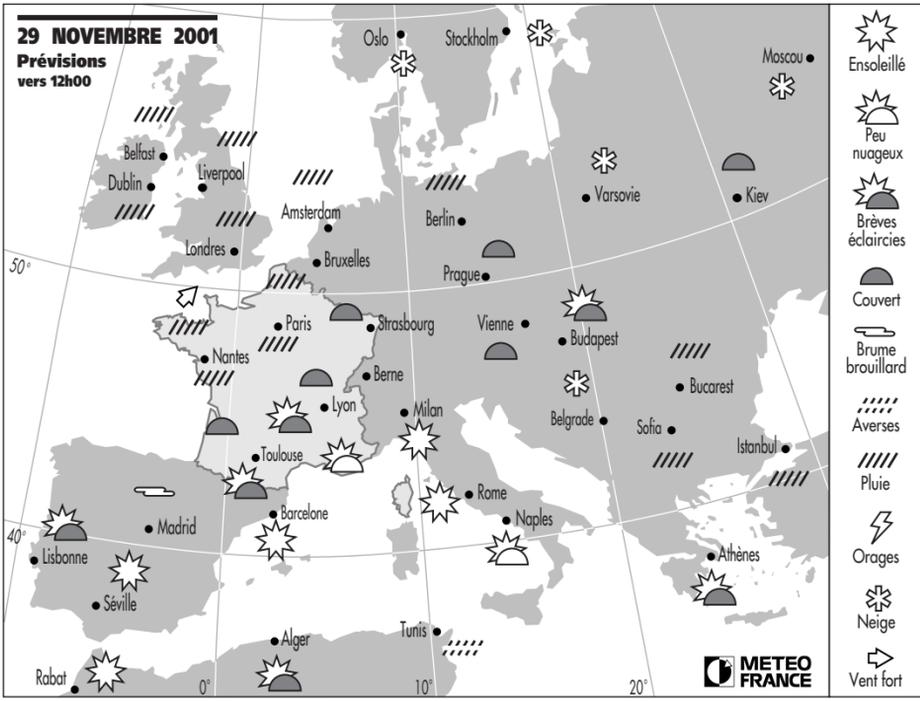 29 NOVEMBRE 2001
Prévisions
vers 12h00
Oslo
Stockholm
Moscou
Belfast
Dublin
Liverpool
Amsterdam
Berlin
Varsovie
Kiev
Londres
Bruxelles
Prague
50°
Paris
Strasbourg
Vienne
Budapest
Nantes
Berne
Bucarest
Lyon
Milan
Belgrade
Sofia
Istanbul
Toulouse
Rome
Barcelone
Naples
Madrid
40°
Lisbonne
Athènes
Séville
Alger
Tunis
Rabat
0°
10°
20°
METEO
FRANCE
Ensoleillé
Peu
nuageux
Brèves
éclaircies
Couvert
Brume
brouillard
Averses
Pluie
Orages
Neige
Vent fort